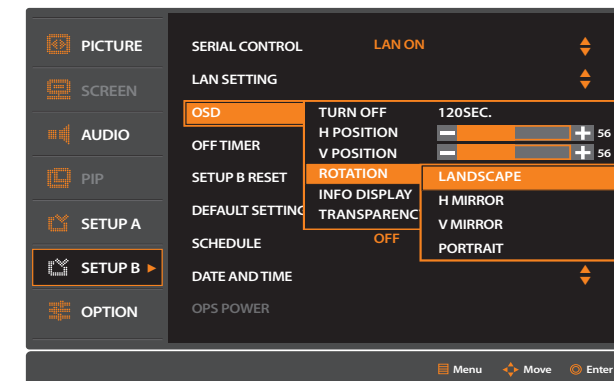 PICTURE
SCREEN
AUDIO
PIP
SETUP A
SETUP B
OPTION
SERIAL CONTROL LAN ON
LAN SETTING
OSD
OFF TIMER
SETUP B RESET
DEFAULT SETTING
SCHEDULE OFF
DATE AND TIME
OPS POWER
TURN OFF 120SEC.
H POSITION 56
V POSITION 56
ROTATION
INFO DISPLAY
TRANSPARENC
LANDSCAPE
H MIRROR
V MIRROR
PORTRAIT
Menu Move Enter